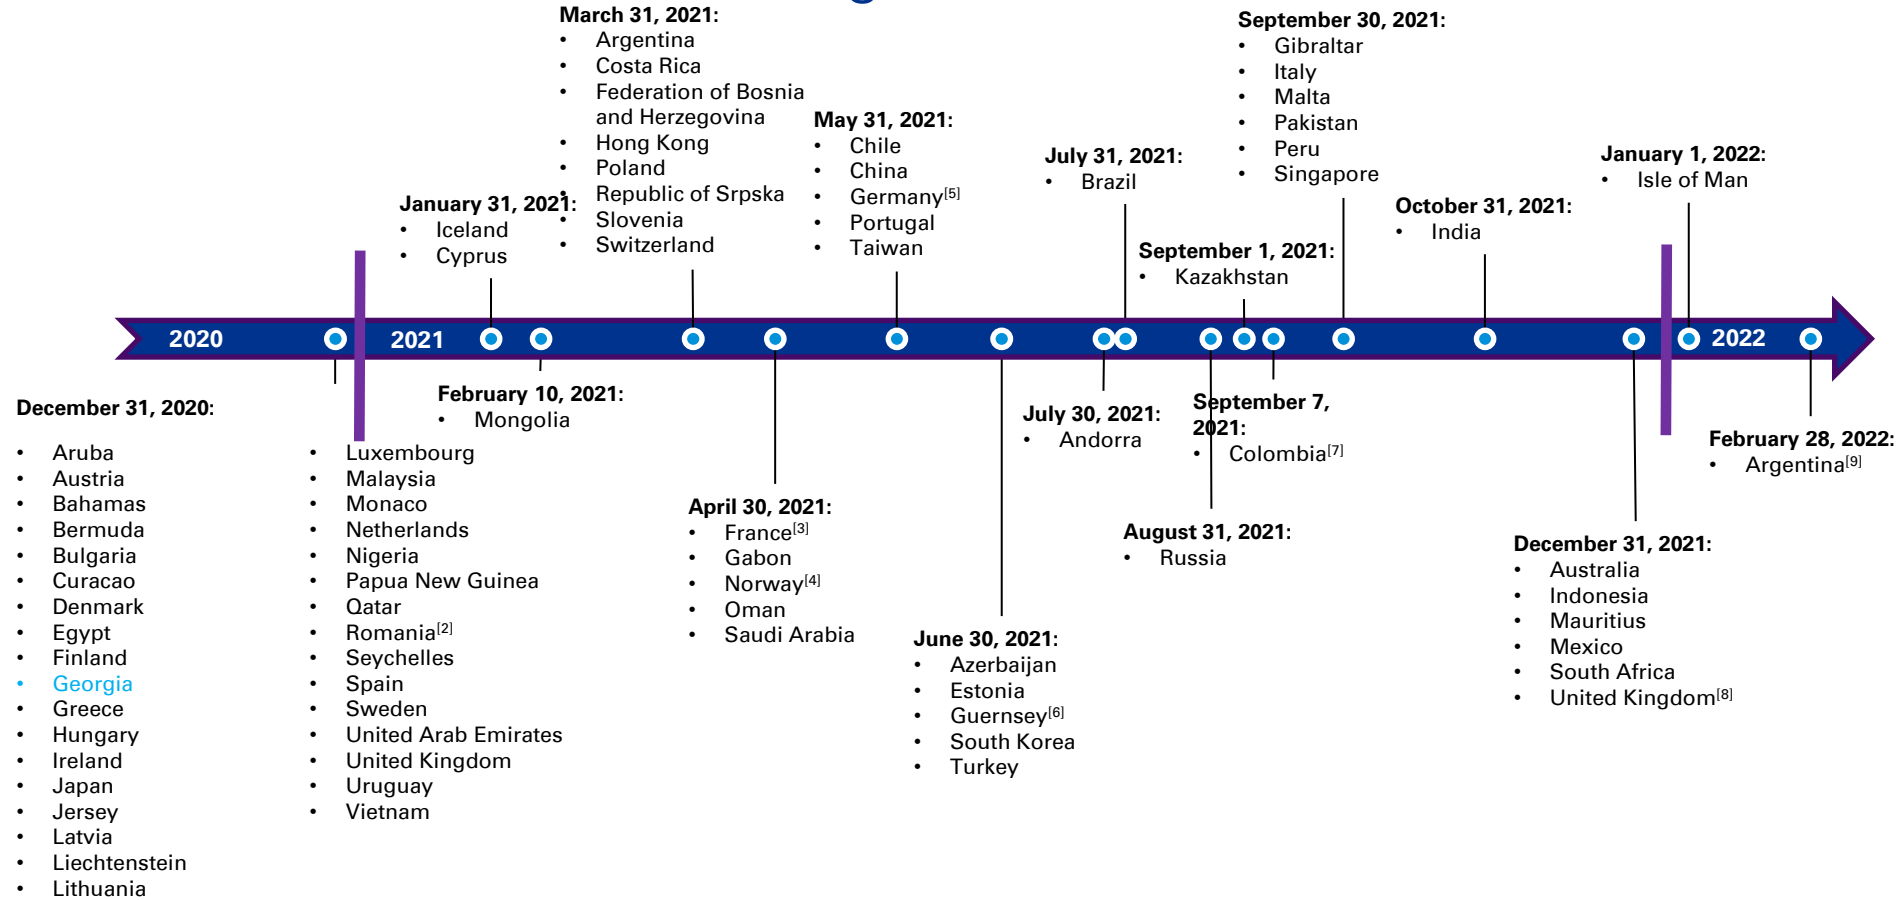 March 31, 2021:
• Argentina
• Costa Rica
• Federation of Bosnia
and Herzegovina
• Hong Kong
• Poland
• Republic of Srpska
• Slovenia
• Switzerland
September 30, 2021:
• Gibraltar
• Italy
• Malta
• Pakistan
• Peru
• Singapore
May 31, 2021:
• Chile
• China
• Germany[5]
• Portugal
• Taiwan
July 31, 2021:
• Brazil
January 1, 2022:
• Isle of Man
January 31, 2021:
• Iceland
• Cyprus
October 31, 2021:
• India
September 1, 2021:
• Kazakhstan
2020
2021
2022
December 31, 2020:
• Aruba
• Austria
• Bahamas
• Bermuda
• Bulgaria
• Curacao
• Denmark
• Egypt
• Finland
• Georgia
• Greece
• Hungary
• Ireland
• Japan
• Jersey
• Latvia
• Liechtenstein
• Lithuania
• Luxembourg
• Malaysia
• Monaco
• Netherlands
• Nigeria
• Papua New Guinea
• Qatar
• Romania[2]
• Seychelles
• Spain
• Sweden
• United Arab Emirates
• United Kingdom
• Uruguay
• Vietnam
February 10, 2021:
• Mongolia
April 30, 2021:
• France[3]
• Gabon
• Norway[4]
• Oman
• Saudi Arabia
June 30, 2021:
• Azerbaijan
• Estonia
• Guernsey[6]
• South Korea
• Turkey
July 30, 2021:
• Andorra
September 7,
2021:
• Colombia[7]
August 31, 2021:
• Russia
December 31, 2021:
• Australia
• Indonesia
• Mauritius
• Mexico
• South Africa
• United Kingdom[8]
February 28, 2022:
• Argentina[9]